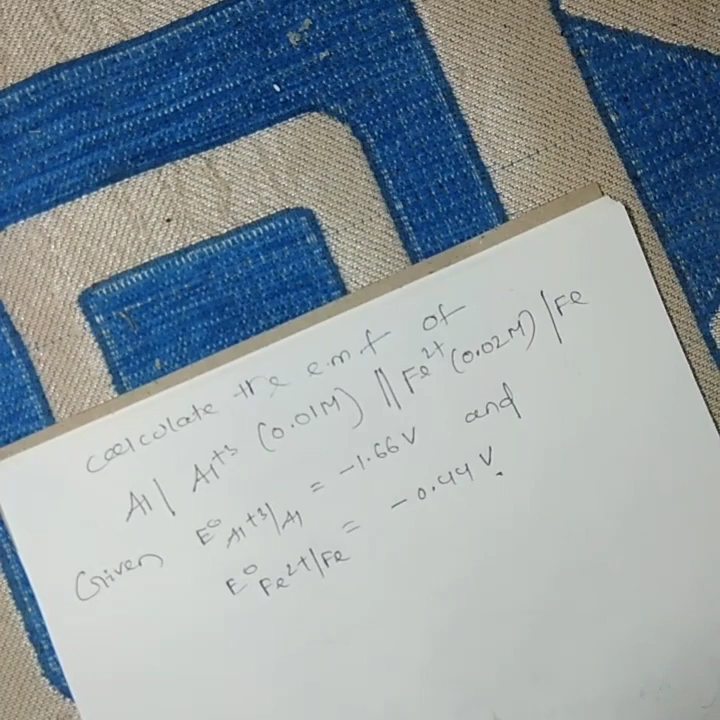 Calculate the e.m.f of
Al | Al⁺³ (0.01M) || Fe²⁺ (0.02M) | Fe
Given E° Al⁺³/Al = -1.66V and
E° Fe²⁺/Fe = -0.44 V.